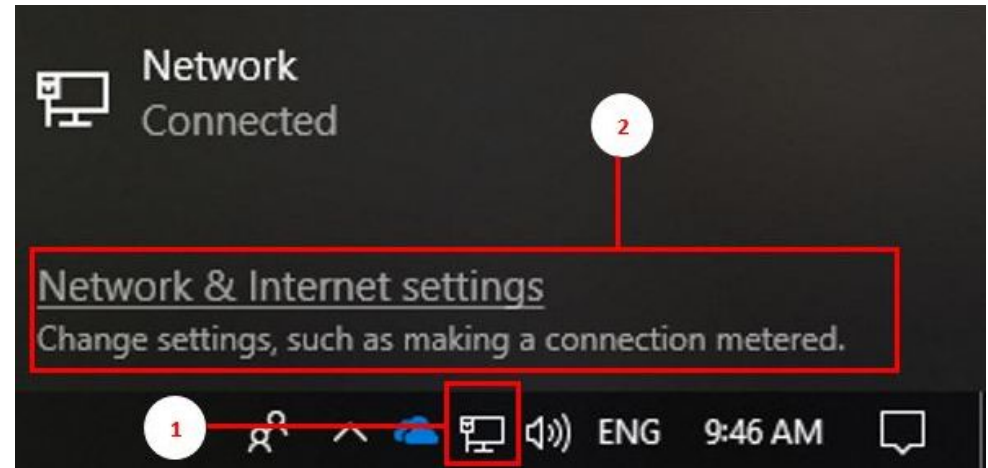 Network
Connected
2
Network & Internet settings
Change settings, such as making a connection metered.
1
ENG
9:46 AM